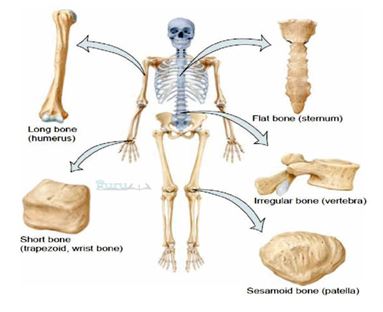 Long bone
(humerus)
Flat bone (sternum)
Irregular bone (vertebra)
Short bone
(trapezoid, wrist bone)
Sesamoid bone (patella)